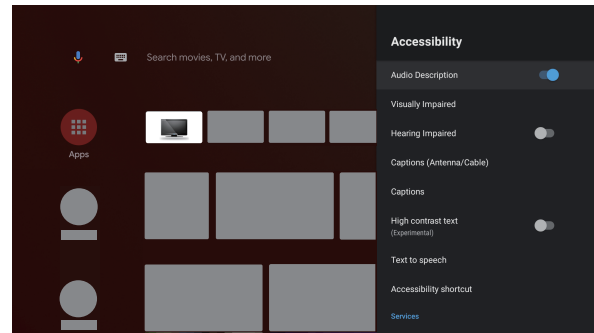 Search movies, TV, and more
Apps
Accessibility
Audio Description
Visually Impaired
Hearing Impaired
Captions (Antenna/Cable)
Captions
High contrast text
(Experimental)
Text to speech
Accessibility shortcut
Services